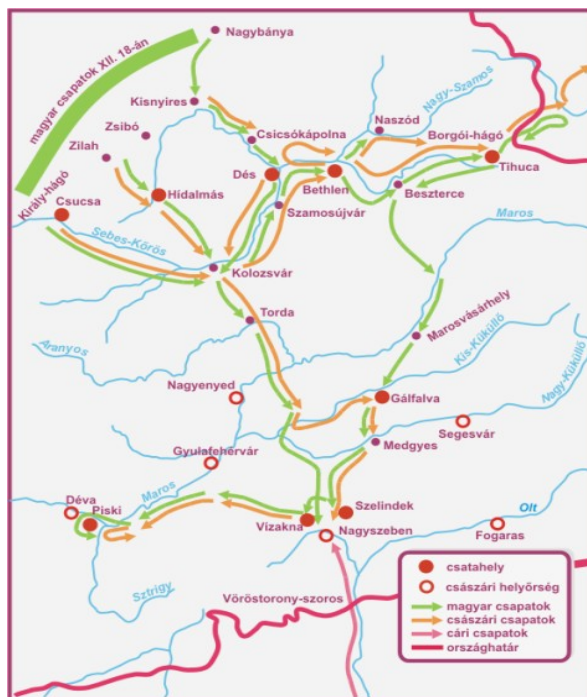 magyar csapatok XII. 18-án
Nagybánya
Kisnyires
Zsibó
Zilah
Csicsókápolna
Naszód
Nagy-Szamos
Borgói-hágó
Tihuca
Király-hágó
Csucsa
Hídalmás
Dés
Bethlen
Beszterce
Szamosújvár
Maros
Sebes-Körös
Kolozsvár
Torda
Marosvásárhely
Aranyos
Kis-Küküllő
Nagy-Küküllő
Nagyenyed
Gálfalva
Segesvár
Gyulafehérvár
Medgyes
Déva
Piski
Maros
Szelindek
Vizakna
Nagyszeben
Olt
Fogaras
Sztrigy
Vöröstorony-szoros
csatahely
császári helyőrség
magyar csapatok
császári csapatok
cári csapatok
országhatár